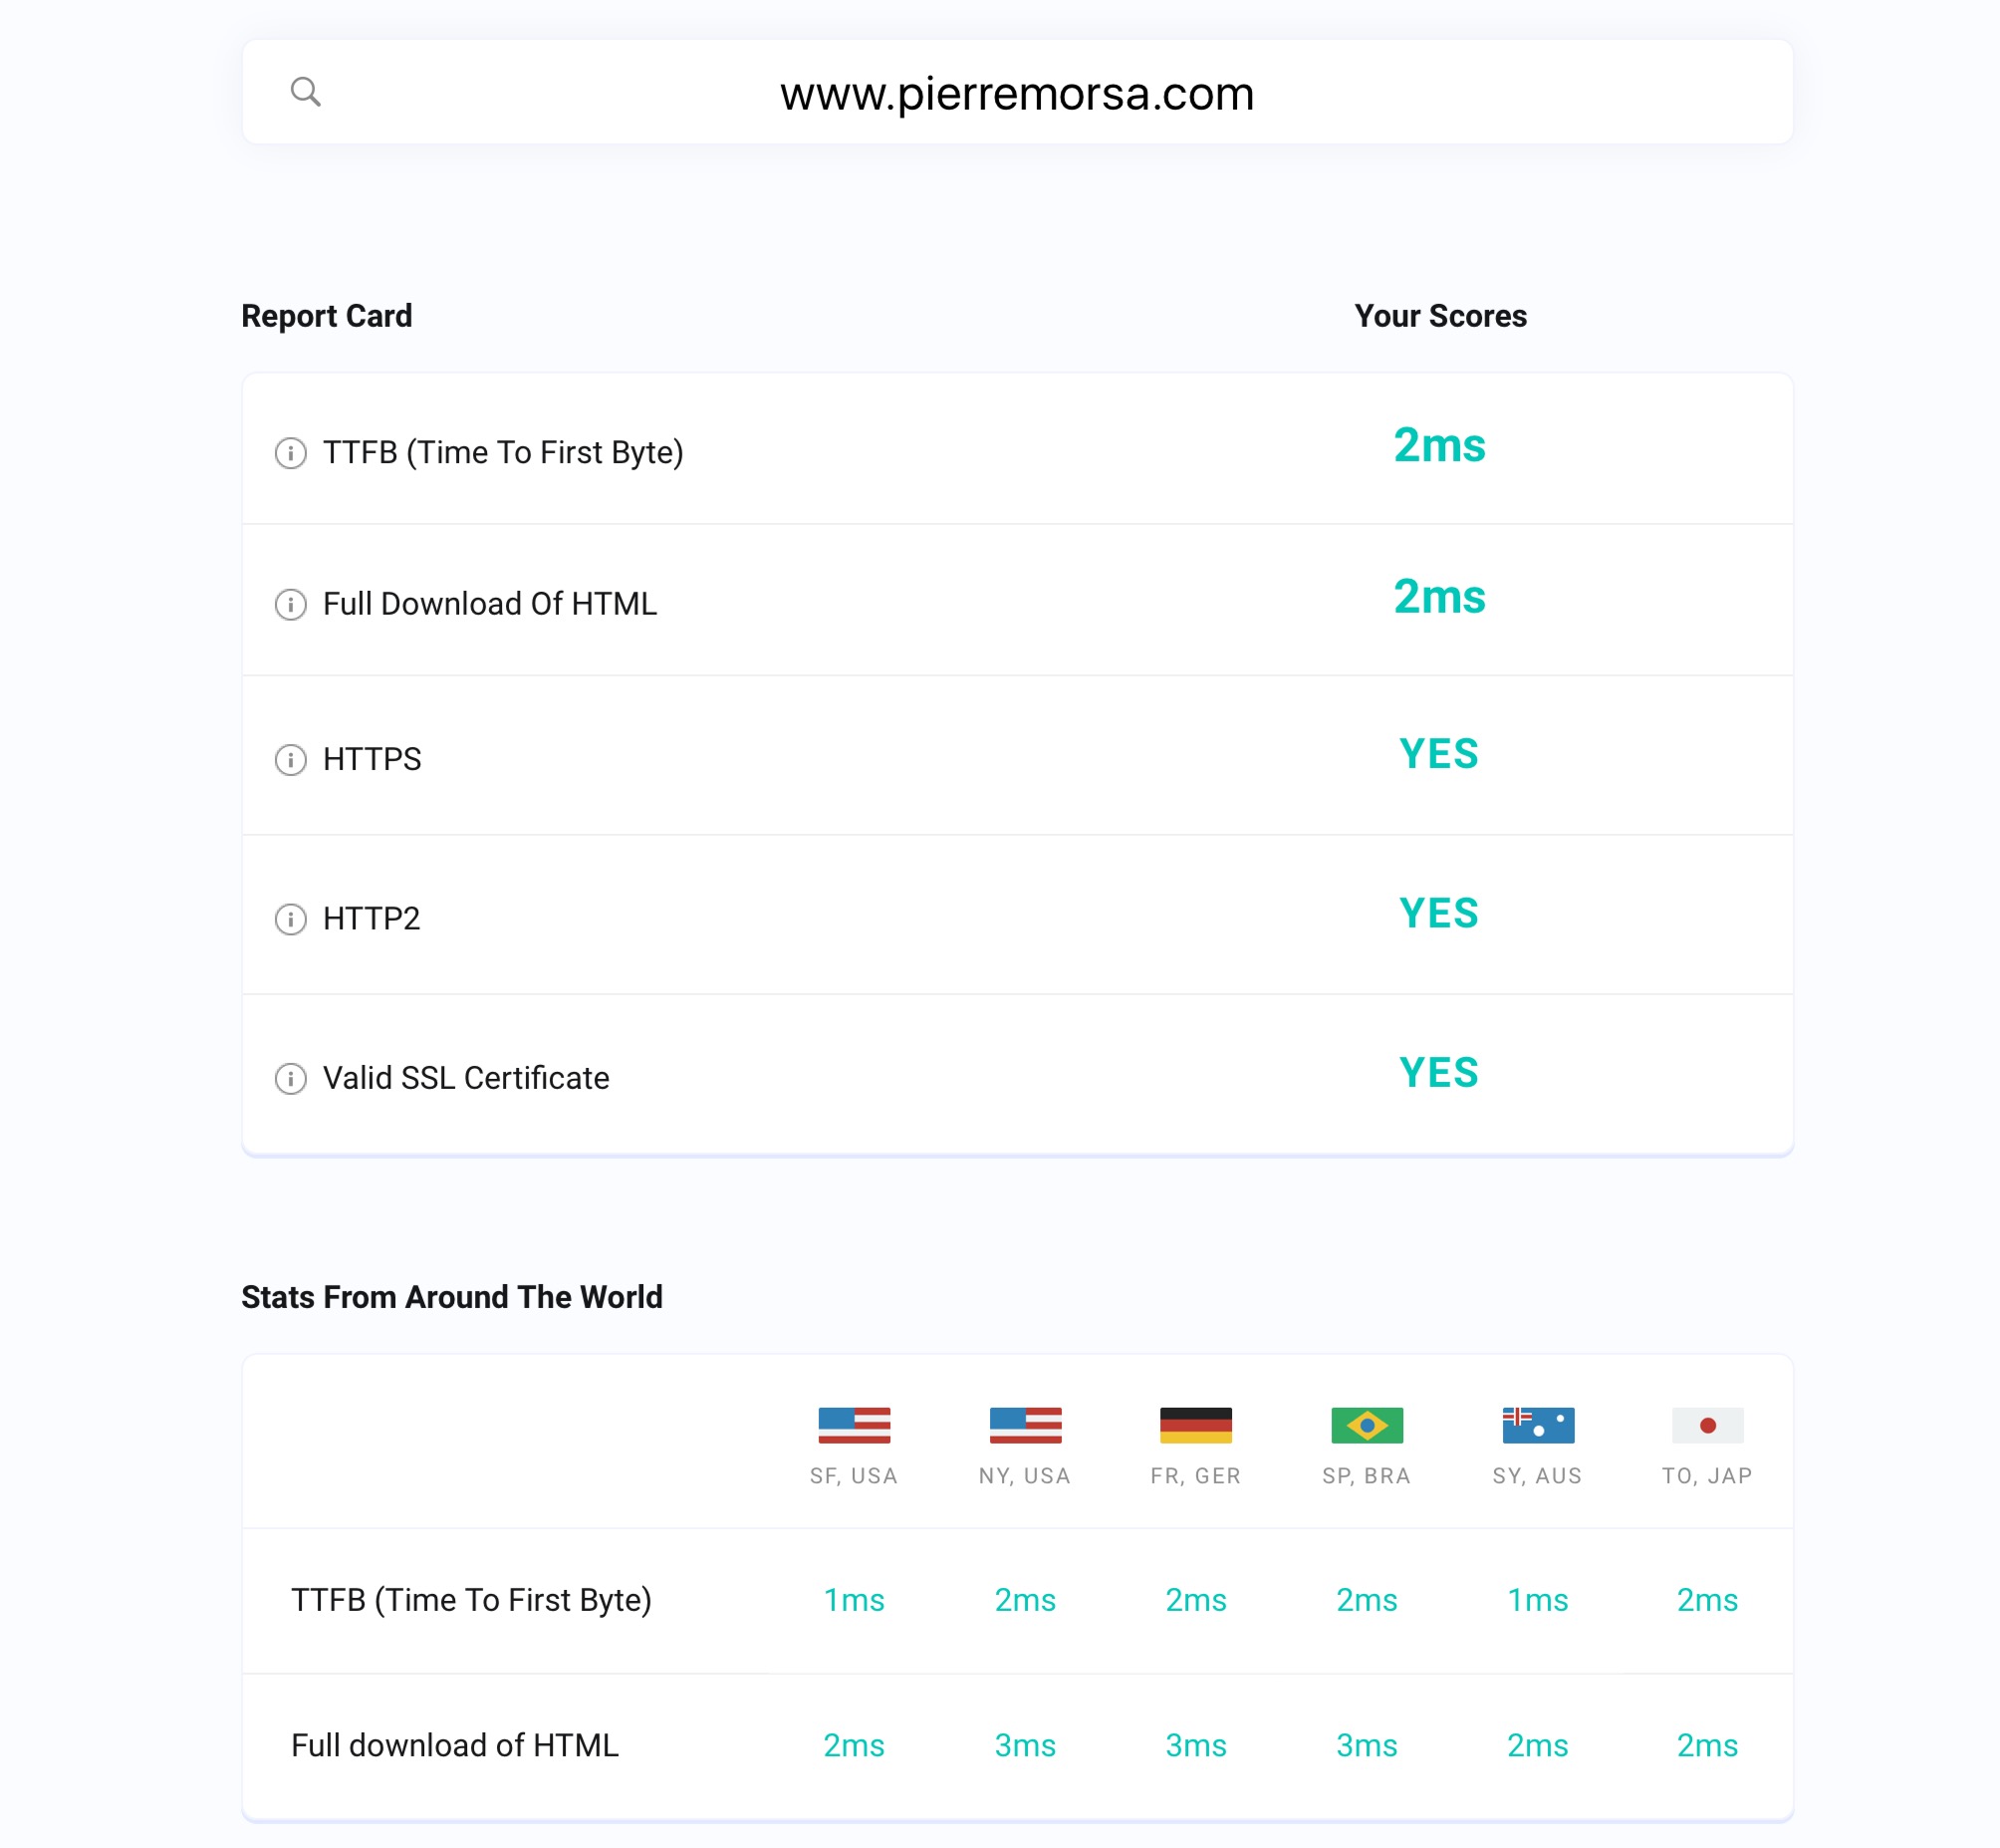 www.pierremorsa.com
Report Card Your Scores
TTFB (Time To First Byte) 2ms
Full Download Of HTML 2ms
HTTPS YES
HTTP2 YES
Valid SSL Certificate YES
Stats From Around The World
SF, USA NY, USA FR, GER SP, BRA SY, AUS TO, JAP
TTFB (Time To First Byte) 1ms 2ms 2ms 2ms 1ms 2ms
Full download of HTML 2ms 3ms 3ms 3ms 2ms 2ms